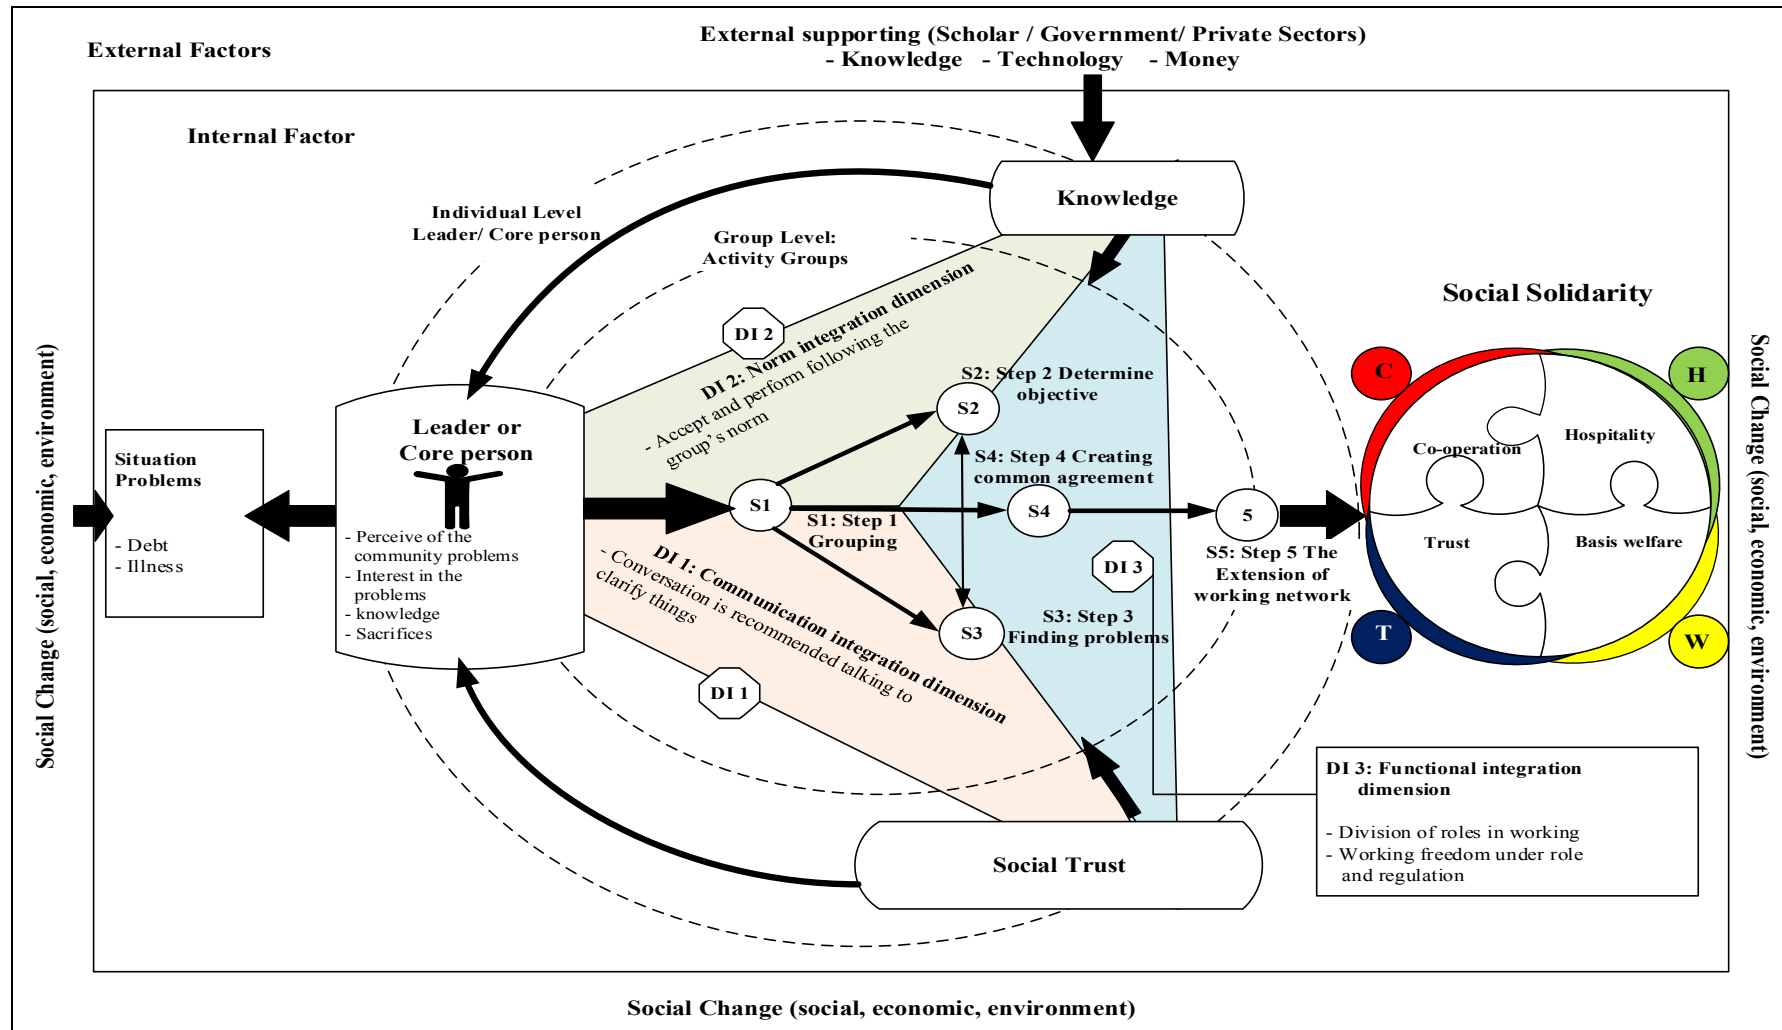 External Factors
External supporting (Scholar / Government/ Private Sectors)
- Knowledge - Technology - Money
Internal Factor
Knowledge
Individual Level
Leader/ Core person
Group Level:
Activity Groups
DI 2
DI 2: Norm integration dimension
- Accept and perform following the
group's norm
Social Solidarity
C
H
Co-operation
Hospitality
Trust
Basis welfare
T
W
Social Change (social, economic, environment)
Situation
Problems
- Debt
- Illness
Leader or
Core person
- Perceive of the
community problems
- Interest in the
problems
- knowledge
- Sacrifices
S1
S1: Step 1
Grouping
S2
S2: Step 2 Determine
objective
S4: Step 4 Creating
common agreement
S4
5
S5: Step 5 The
Extension of
working network
DI 3
S3
S3: Step 3
Finding problems
DI 1: Communication integration dimension
- Conversation is recommended talking to
clarify things
DI 1
Social Trust
DI 3: Functional integration
dimension
- Division of roles in working
- Working freedom under role
and regulation
Social Change (social, economic, environment)
Social Change (social, economic, environment)